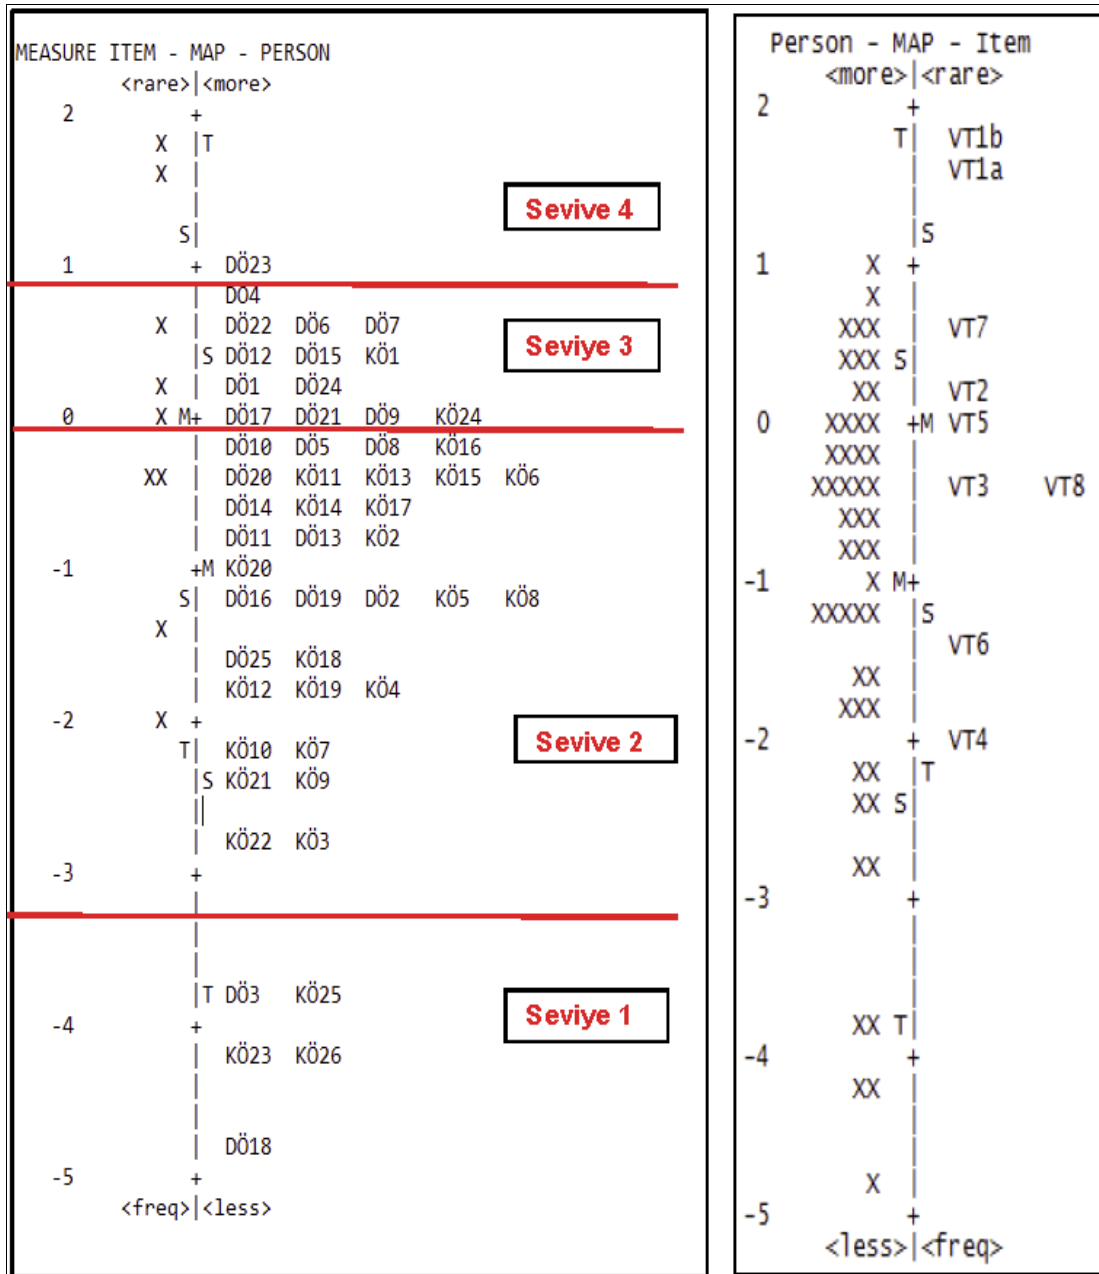 MEASURE ITEM - MAP - PERSON
<rare>|<more>
2 +
X |T
X |
|
S|
1 + DÖ23
| DO4
X | DÖ22 DÖ6 DÖ7
|S DÖ12 DÖ15 KÖ1
X | DÖ1 DÖ24
0 X M+ DÖ17 DÖ21 DÖ9 KÖ24
| DÖ10 DÖ5 DÖ8 KÖ16
XX | DÖ20 KÖ11 KÖ13 KÖ15 KÖ6
| DÖ14 KÖ14 KÖ17
| DÖ11 DÖ13 KÖ2
-1 +M KÖ20
S| DÖ16 DÖ19 DÖ2 KÖ5 KÖ8
X |
| DÖ25 KÖ18
| KÖ12 KÖ19 KÖ4
-2 X +
T| KÖ10 KÖ7
|S KÖ21 KÖ9
||
| KÖ22 KÖ3
-3 +
|
|
|
|T DÖ3 KÖ25
-4 +
| KÖ23 KÖ26
|
|
| DÖ18
-5 +
<freq>|<less>
Sevive 4
Seviye 3
Sevive 2
Seviye 1
Person - MAP - Item
<more>|<rare>
2 +
T| VT1b
| VT1a
|
|S
1 X +
X |
XXX | VT7
XXX S|
XX | VT2
0 XXXX +M VT5
XXXX |
XXXXX | VT3 VT8
XXX |
XXX |
-1 X M+
XXXXX |S
| VT6
XX |
XXX |
-2 + VT4
XX |T
XX S|
|
XX |
-3 +
|
|
|
XX T|
-4 +
XX |
|
|
X |
-5 +
<less>|<freq>